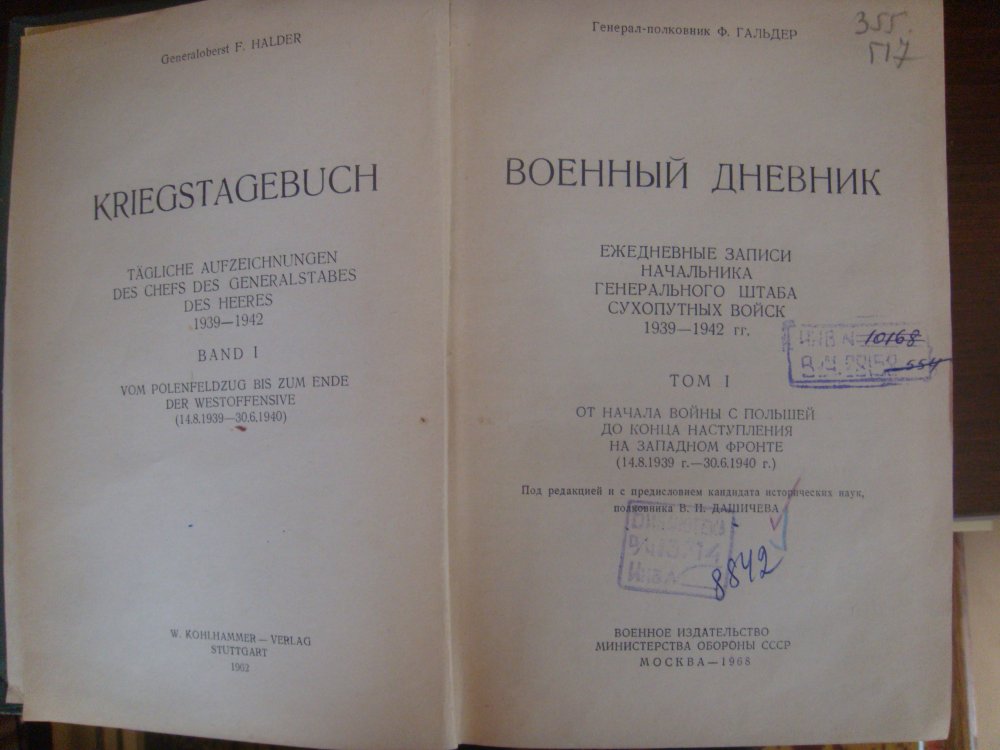 Generaloberst F. HALDER
KRIEGSTAGEBUCH
TÄGLICHE AUFZEICHNUNGEN
DES CHEFS DES GENERALSTABES
DES HEERES
1939—1942
BAND I
VOM POLENFELDZUG BIS ZUM ENDE
DER WESTOFFENSIVE
(14.8.1939—30.6.1940)
W. KOHLHAMMER — VERLAG
STUTTGART
1962
355.
Генерал-полковник Ф. ГАЛЬДЕР
ВОЕННЫЙ ДНЕВНИК
ЕЖЕДНЕВНЫЕ ЗАПИСИ
НАЧАЛЬНИКА
ГЕНЕРАЛЬНОГО ШТАБА
СУХОПУТНЫХ ВОЙСК
1939—1942 гг.
ИНВ № 10168
554
ТОМ I
ОТ НАЧАЛА ВОЙНЫ С ПОЛЬШЕЙ
ДО КОНЦА НАСТУПЛЕНИЯ
НА ЗАПАДНОМ ФРОНТЕ
(14.8.1939 г.—30.6.1940 г.)
Под редакцией и с предисловием кандидата исторических наук,
полковника В. И. ДАШИЧЕВА
8842
ВОЕННОЕ ИЗДАТЕЛЬСТВО
МИНИСТЕРСТВА ОБОРОНЫ СССР
МОСКВА—1968